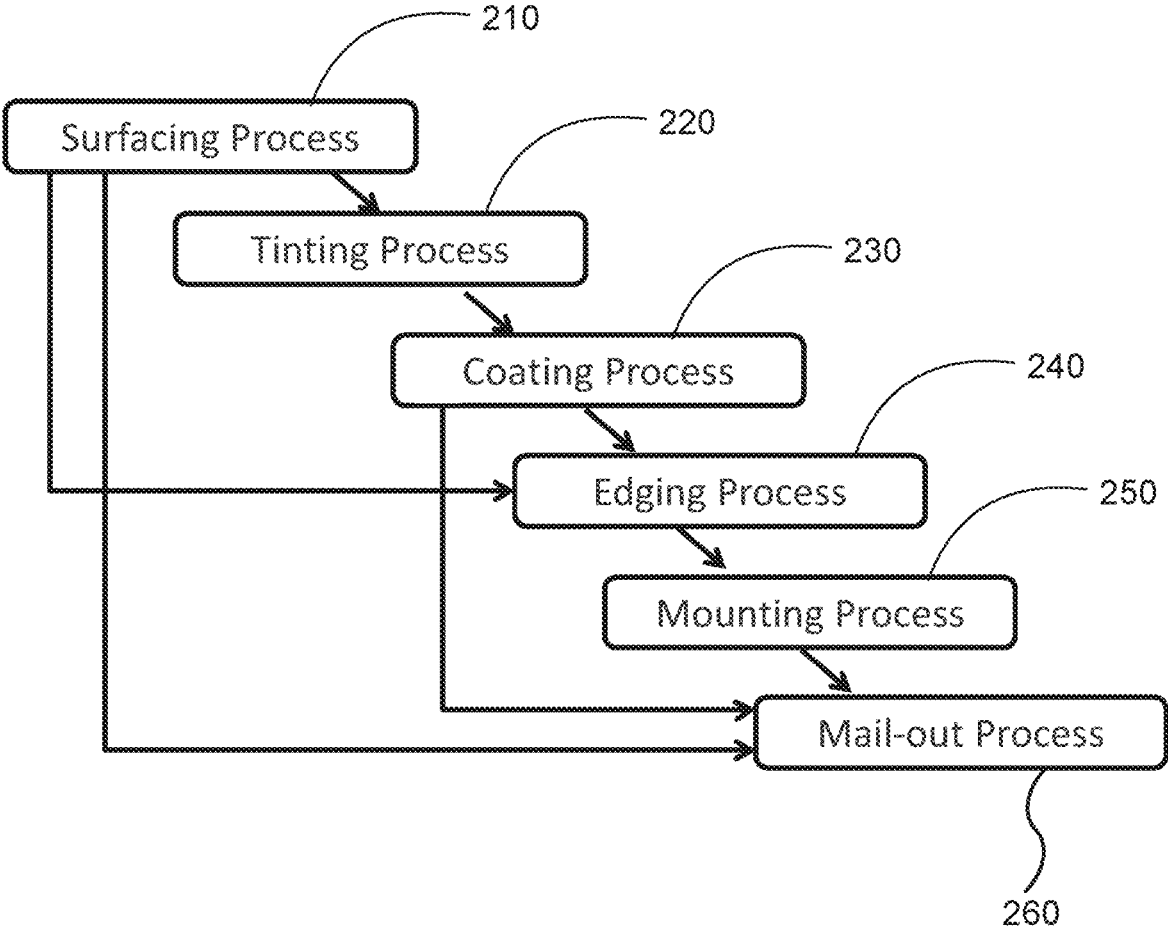 210
Surfacing Process
220
Tinting Process
230
Coating Process
240
Edging Process
250
Mounting Process
Mail-out Process
260